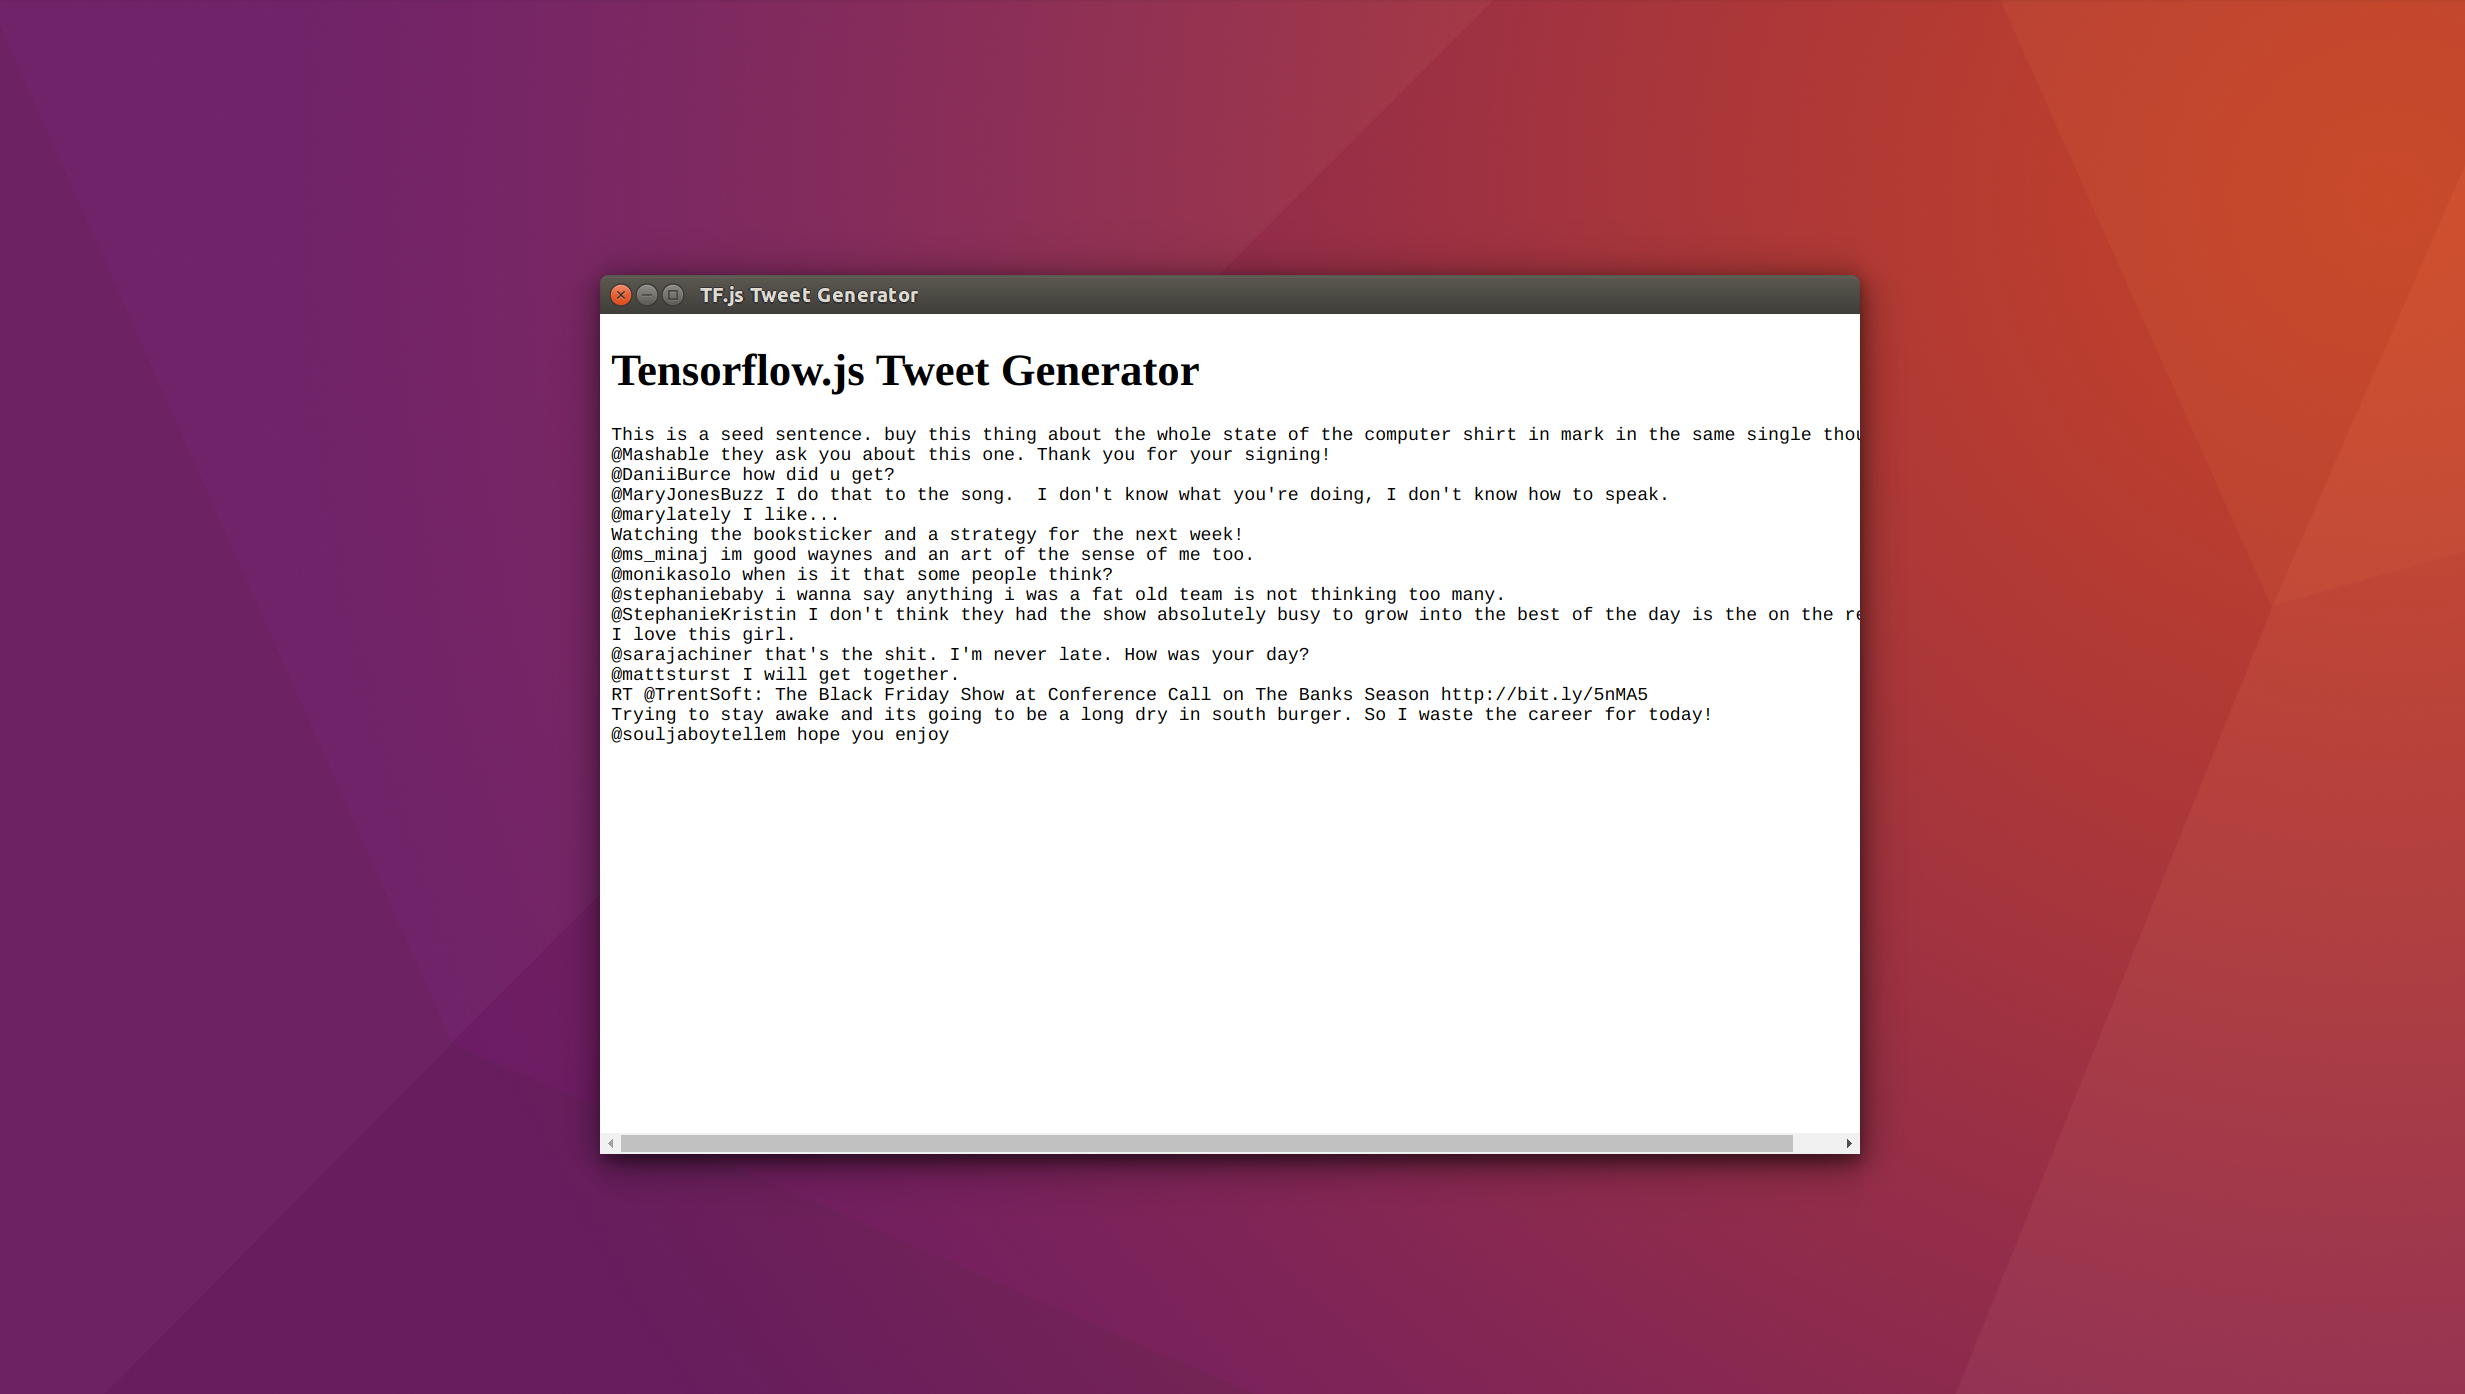 TF.js Tweet Generator
Tensorflow.js Tweet Generator
This is a seed sentence. buy this thing about the whole state of the computer shirt in mark in the same single
@Mashable they ask you about this one. Thank you for your signing!
@DaniiBurce how did u get?
@MaryJonesBuzz I do that to the song.  I don't know what you're doing, I don't know how to speak.
@marylately I like...
Watching the booksticker and a strategy for the next week!
@ms_minaj im good waynes and an art of the sense of me too.
@monikasolo when is it that some people think?
@stephaniebaby i wanna say anything i was a fat old team is not thinking too many.
@StephanieKristin I don't think they had the show absolutely busy to grow into the best of the day is the on the
I love this girl.
@sarajachiner that's the shit. I'm never late. How was your day?
@mattsturst I will get together.
RT @TrentSoft: The Black Friday Show at Conference Call on The Banks Season http://bit.ly/5nMA5
Trying to stay awake and its going to be a long dry in south burger. So I waste the career for today!
@souljaboytellem hope you enjoy